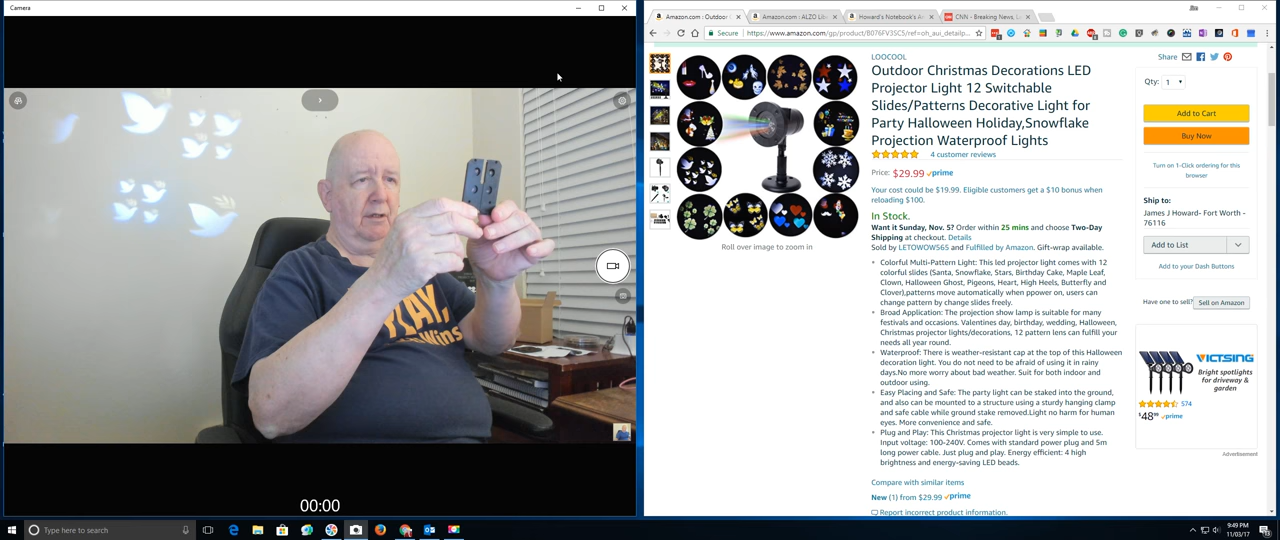 Camera
PLAY,
Wins
00:00
Amazon.com : Outdoor
Amazon.com : ALZO
Howard's Notebook's
CNN - Breaking News,
Secure
https://www.amazon.com/gp/product/B076FV3SCS/ref=oh_aui_detailp...
LOOCOOL
Outdoor Christmas Decorations LED
Projector Light 12 Switchable
Slides/Patterns Decorative Light for
Party Halloween Holiday,Snowflake
Projection Waterproof Lights
4 customer reviews
Price: $29.99 prime
Your cost could be $19.99. Eligible customers get a $10 bonus when
reloading $100.
In Stock.
Want it Sunday, Nov. 5? Order within 25 mins and choose Two-Day
Shipping at checkout. Details
Sold by LETOWOW565 and Fulfilled by Amazon. Gift-wrap available.
Roll over image to zoom in
Colorful Multi-Pattern Light: This led projector light comes with 12
colorful slides (Santa, Snowflake, Stars, Birthday Cake, Maple Leaf,
Clown, Halloween Ghost, Pigeons, Heart, High Heels, Butterfly and
Clover),patterns move automatically when ppower on, users can
change pattern by change slides freely.
Broad Application: The projection show lamp is suitable for many
festivals and occasions. Valentines day, birthday, wedding, Halloween,
Christmas projector lights/decorations, 12 pattern lens can fulfill your
needs all year round.
Waterproof: There is weather-resistant cap at the top of this Halloween
decoration light. You do not need to be afraid of using it in rainy
days.No more worry about bad weather. Suit for both indoor and
outdoor using.
Easy Placing and Safe: The party light can be staked into the ground,
and also can be mounted to a structure using a sturdy hanging clamp
and safe cable while ground stake removed.Light no harm for human
eyes. More convenience and safe.
Plug and Play: This Christmas projector light is very simple to use.
Input voltage: 100-240V. Comes with standard power plug and 5m
long power cable. Just plug and play. Energy efficient: 4 high
brightness and energy-saving LED beads.
Compare with similar items
New (1) from $29.99 prime
Report incorrect product information.
Share
Qty: 1
Add to Cart
Buy Now
Turn on 1-Click ordering for this
browser
Ship to:
James J Howard- Fort Worth -
76116
Add to List
Add to your Dash Buttons
Have one to sell? Sell on Amazon
VICTSING
Bright spotlights
for driveway &
garden
574
$48 prime
Advertisement
Type here to search
9:49 PM
11/03/17